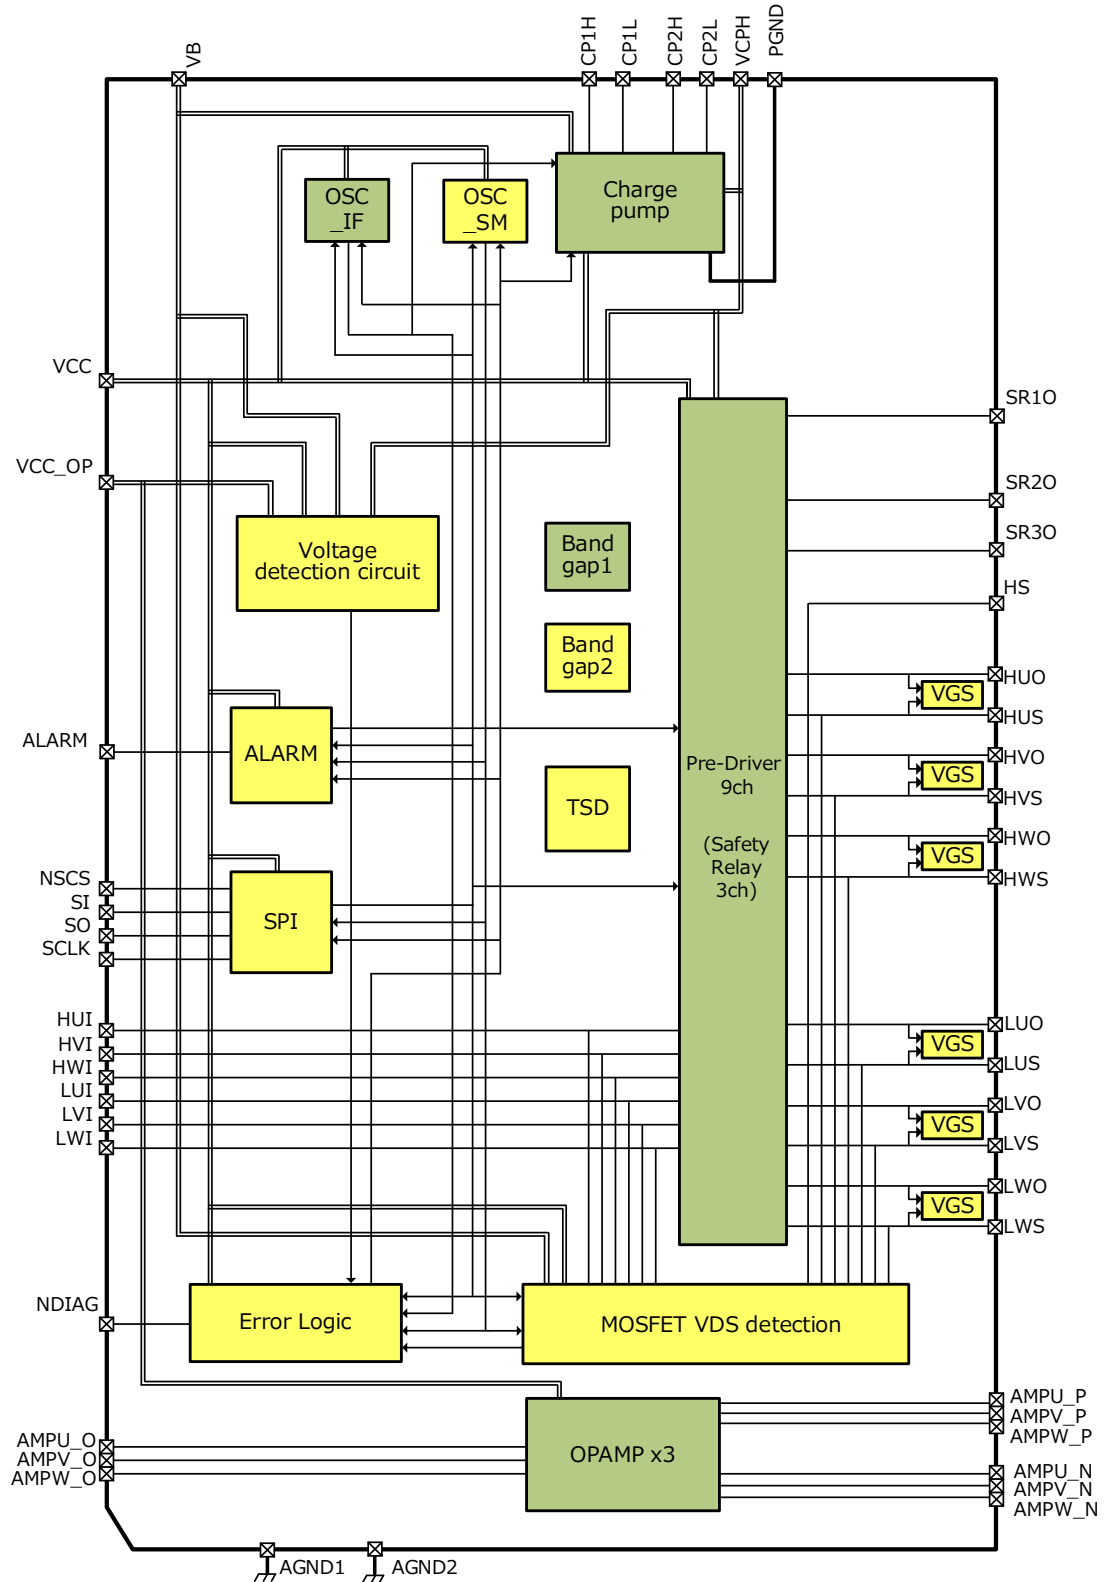 VB
CP1H
CP1L
CP2H
CP2L
VCPH
PGND
OSC
_IF
OSC
_SM
Charge
pump
VCC
VCC_OP
SR1O
SR2O
SR3O
HS
Voltage
detection circuit
Band
gap1
Band
gap2
TSD
ALARM
ALARM
Pre-Driver
9ch
(Safety
Relay
3ch)
HUO
VGS
HUS
HVO
VGS
HVS
HWO
VGS
HWS
NSCS
SI
SO
SCLK
SPI
HUI
HVI
HWI
LUI
LVI
LWI
LUO
VGS
LUS
LVO
VGS
LVS
LWO
VGS
LWS
NDIAG
Error Logic
MOSFET VDS detection
AMPU_O
AMPV_O
AMPW_O
OPAMP x3
AMPU_P
AMPV_P
AMPW_P
AMPU_N
AMPV_N
AMPW_N
AGND1
AGND2